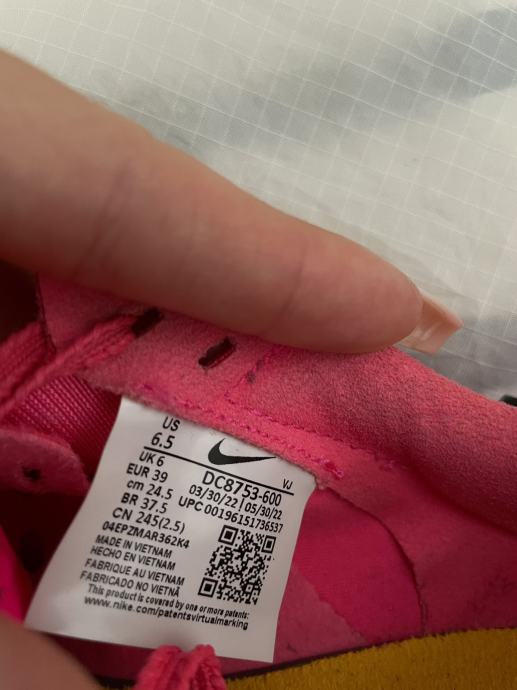 US
6.5
UK 6
EUR 39
cm 24.5
BR 37.5
CN 245(2.5)
VJ
DC8753-600
03/30/22 05/30/22
UPC 00196151736537
04EPZMAR362K4
MADE IN VIETNAM
HECHO EN VIETNAM
FABRIQUE AU VIETNAM
FABRICADO NO VIETNÃ
This product is covered by one or more patents:
www.nike.com/patentsvirtualmarking